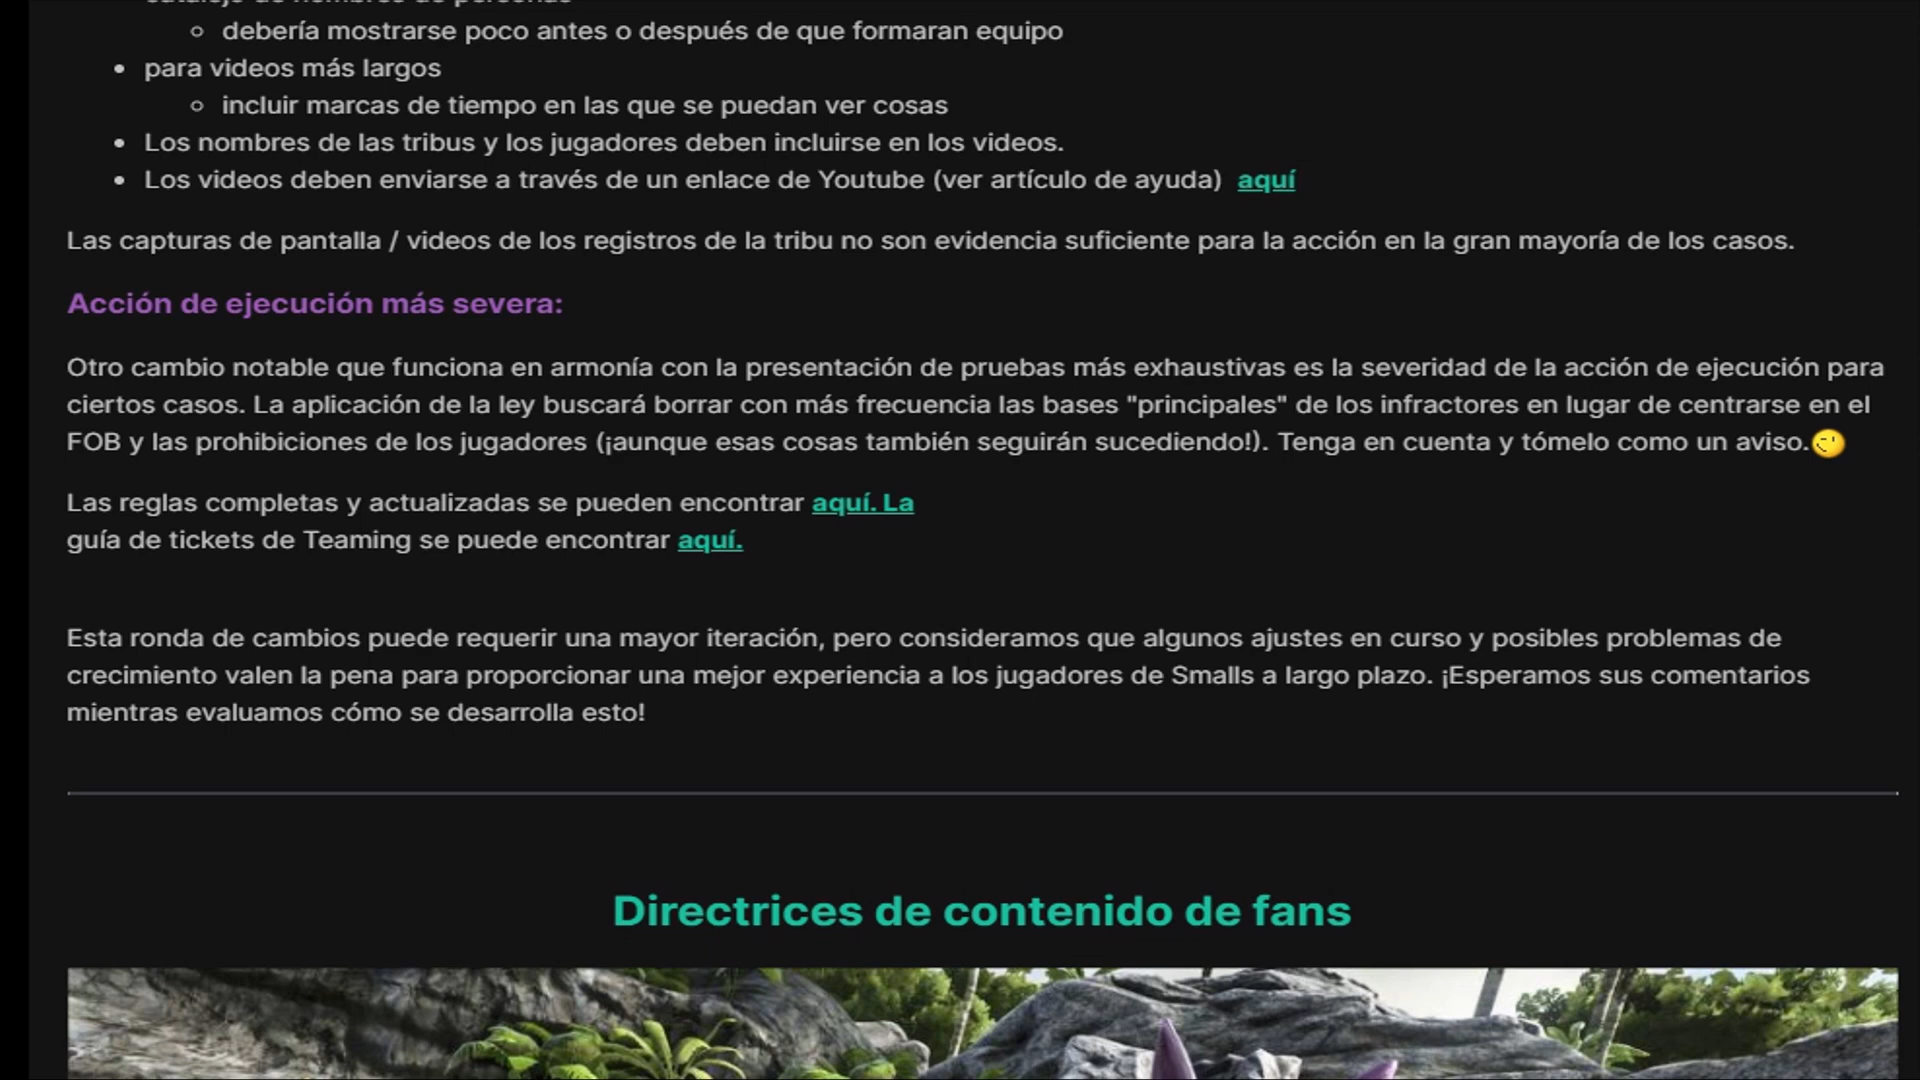 debería mostrarse poco antes o después de que formaran equipo
para videos más largos
incluir marcas de tiempo en las que se puedan ver cosas
Los nombres de las tribus y los jugadores deben incluirse en los videos.
Los videos deben enviarse a través de un enlace de Youtube (ver artículo de ayuda) aquí
Las capturas de pantalla / videos de los registros de la tribu no son evidencia suficiente para la acción en la gran mayoría de los casos.
Acción de ejecución más severa:
Otro cambio notable que funciona en armonía con la presentación de pruebas más exhaustivas es la severidad de la acción de ejecución para
ciertos casos. La aplicación de la ley buscará borrar con más frecuencia las bases "principales" de los infractores en lugar de centrarse en el
FOB y las prohibiciones de los jugadores (¡aunque esas cosas también seguirán sucediendo!). Tenga en cuenta y tómelo como un aviso.
Las reglas completas y actualizadas se pueden encontrar aquí. La
guía de tickets de Teaming se puede encontrar aquí.
Esta ronda de cambios puede requerir una mayor iteración, pero consideramos que algunos ajustes en curso y posibles problemas de
crecimiento valen la pena para proporcionar una mejor experiencia a los jugadores de Smalls a largo plazo. ¡Esperamos sus comentarios
mientras evaluamos cómo se desarrolla esto!
Directrices de contenido de fans